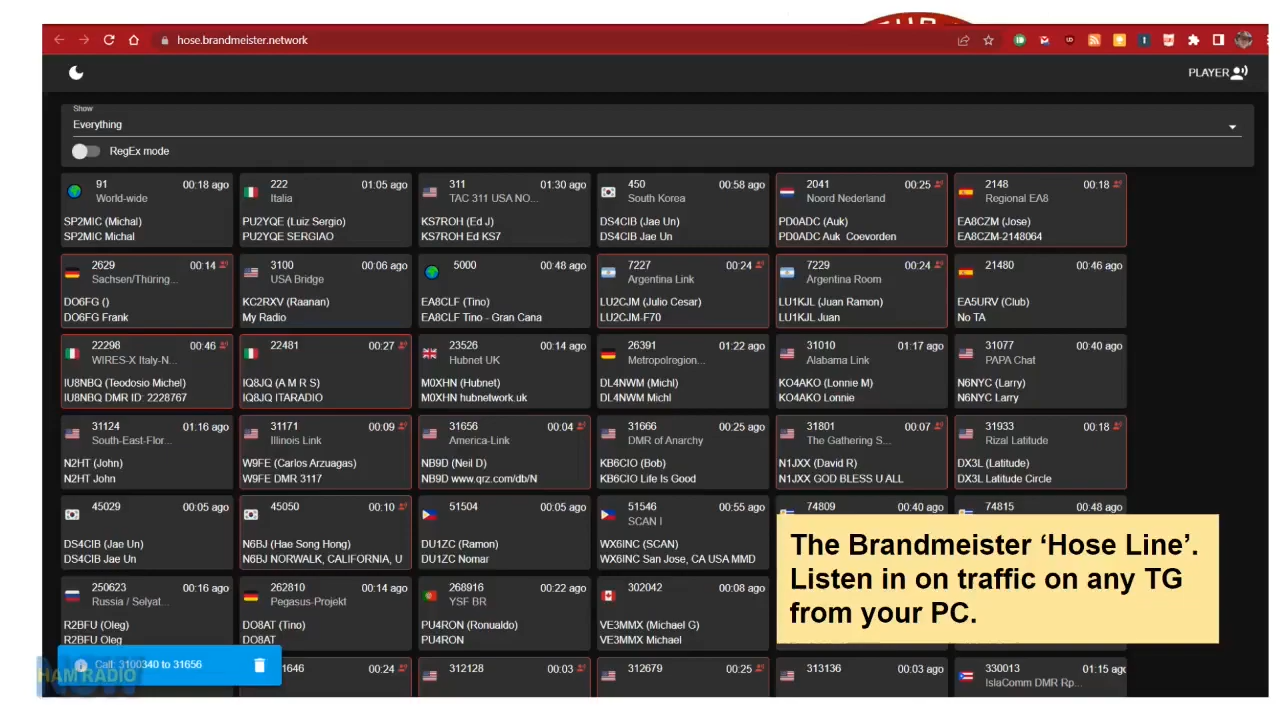 hose.brandmeister.network
PLAYER
Show
Everything
RegEx mode
91 00:18 ago
World-wide
SP2MIC (Michal)
SP2MIC Michal
222 01:05 ago
Italia
PU2YQE (Luiz Sergio)
PU2YQE SERGIAO
311 01:30 ago
TAC 311 USA NO...
KS7ROH (Ed J)
KS7ROH Ed KS7
450 00:58 ago
South Korea
DS4CIB (Jae Un)
DS4CIB Jae Un
2041 00:25
Noord Nederland
PD0ADC (Auk)
PD0ADC Auk Coevorden
2148 00:18
Regional EA8
EA8CZM (Jose)
EA8CZM-2148064
2629 00:14
Sachsen/Thüring...
DO6FG ()
DO6FG Frank
3100 00:06 ago
USA Bridge
KC2RXV (Raanan)
My Radio
5000 00:48 ago
EA8CLF (Tino)
EA8CLF Tino - Gran Cana
7227 00:24
Argentina Link
LU2CJM (Julio Cesar)
LU2CJM-F70
7229 00:24
Argentina Room
LU1KJL (Juan Ramon)
LU1KJL Juan
21480 00:46 ago
EA5URV (Club)
No TA
22298 00:46
WIRES-X Italy-N...
IU8NBQ (Teodosio Michel)
IU8NBQ DMR ID: 2228767
22481 00:27
IQ8JQ (A M R S)
IQ8JQ ITARADIO
23526 00:14 ago
Hubnet UK
M0XHN (Hubnet)
M0XHN hubnetwork.uk
26391 01:22 ago
Metropolregion...
DL4NWM (Michl)
DL4NWM Michl
31010 01:17 ago
Alabama Link
KO4AKO (Lonnie M)
KO4AKO Lonnie
31077 00:40 ago
PAPA Chat
N6NYC (Larry)
N6NYC Larry
31124 01:16 ago
South-East-Flor...
N2HT (John)
N2HT John
31171 00:09
Illinois Link
W9FE (Carlos Arzuagas)
W9FE DMR 3117
31656 00:04
America-Link
NB9D (Neil D)
NB9D www.qrz.com/db/N
31666 00:25 ago
DMR of Anarchy
KB6CIO (Bob)
KB6CIO Life Is Good
31801 00:07
The Gathering S...
N1JXX (David R)
N1JXX GOD BLESS U ALL
31933 00:18
Rizal Latitude
DX3L (Latitude)
DX3L Latitude Circle
45029 00:05 ago
DS4CIB (Jae Un)
DS4CIB Jae Un
45050 00:10
N6BJ (Hae Song Hong)
N6BJ NORWALK, CALIFORNIA, U
51504 00:05 ago
DU1ZC (Ramon)
DU1ZC Nomar
51546 00:55 ago
SCAN I
WX6INC (SCAN)
WX6INC San Jose, CA USA MMD
74809 00:40 ago
74815 00:48 ago
The Brandmeister ‘Hose Line’.
Listen in on traffic on any TG
from your PC.
250623 00:16 ago
Russia / Selyat...
R2BFU (Oleg)
R2BFU Oleg
262810 00:14 ago
Pegasus-Projekt
DO8AT (Tino)
DO8AT
268916 00:22 ago
YSF BR
PU4RON (Ronualdo)
PU4RON
302042 00:08 ago
VE3MMX (Michael G)
VE3MMX Michael
Call: 3100340 to 31656
HAM RADIO
1646 00:24
312128 00:03
312679 00:25
313136 00:03 ago
330013 01:15 ago
IslaComm DMR Rp...